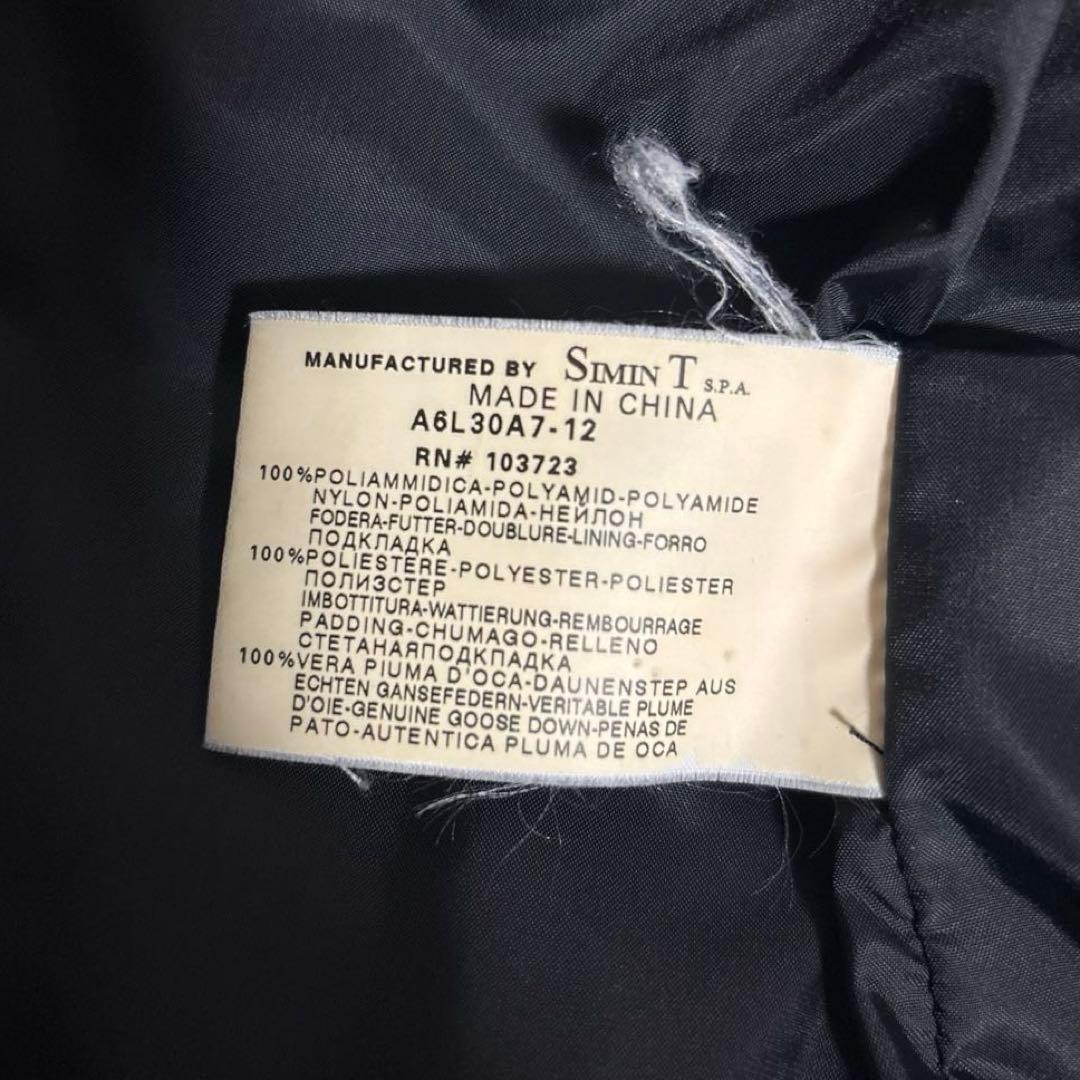 MANUFACTURED BY SIMIN T S.P.A.
MADE IN CHINA
A6L30A7-12
RN# 103723
100%POLIAMMIDICA-POLYAMID-POLYAMIDE
NYLON-POLIAMIDA-НЕЙЛОН
FODERA-FUTTER-DOUBLURE-LINING-FORRO
ПОДКЛАДКА
100%POLIESTERE-POLYESTER-POLIESTER
ПОЛИЗСТЕР
IMBOTTITURA-WATTIERUNG-REMBOURRAGE
PADDING-CHUMAGO-RELLENO
СТЕТАНАЯПОДКПАДКА
100%VERA PIUMA D'OCA-DAUNENSTEP AUS
ECHTEN GANSEFEDERN-VERITABLE PLUME
D'OIE-GENUINE GOOSE DOWN-PENAS DE
PATO-AUTENTICA PLUMA DE OCA